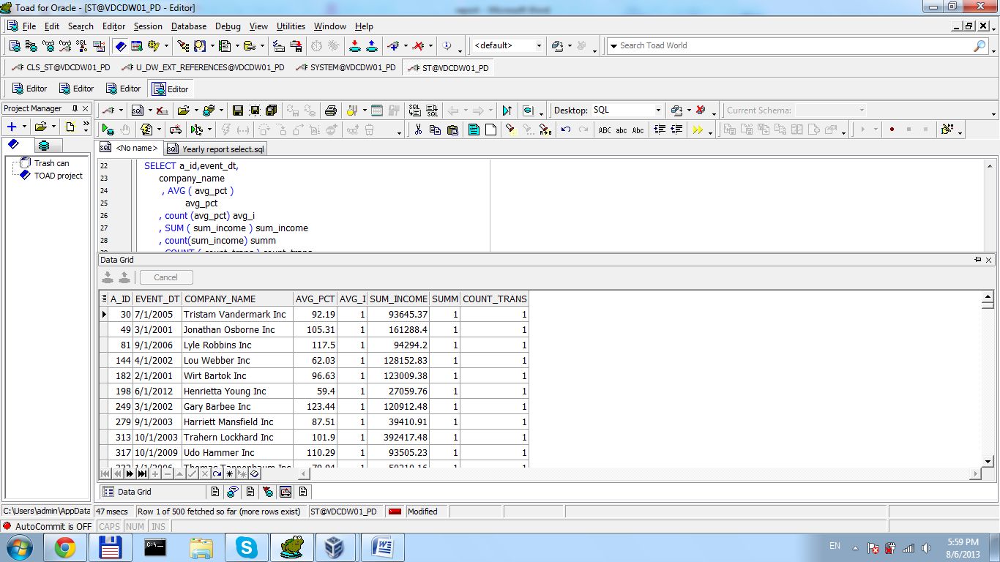 Toad for Oracle - [ST@VDCDW01_PD - Editor]
File Edit Search Editor Session Database Debug View Utilities Window Help
<default> Search Toad World
CLS_ST@VDCDW01_PD U_DW_EXT_REFERENCES@VDCDW01_PD SYSTEM@VDCDW01_PD ST@VDCDW01_PD
Editor Editor Editor Editor
Project Manager
Desktop: SQL Current Schema:
ABC abc Abc
<No name> Yearly report select.sql
Trash can
TOAD project
22 SELECT a_id,event_dt,
23 company_name
24 , AVG ( avg_pct )
25 avg_pct
26 , count (avg_pct) avg_i
27 , SUM ( sum_income ) sum_income
28 , count(sum_income) summ
Data Grid
Cancel
A_ID EVENT_DT COMPANY_NAME AVG_PCT AVG_I SUM_INCOME SUMM COUNT_TRANS
30 7/1/2005 Tristam Vandermark Inc 92.19 1 93645.37 1 1
49 3/1/2001 Jonathan Osborne Inc 105.31 1 161288.4 1 1
81 9/1/2006 Lyle Robbins Inc 117.5 1 94294.2 1 1
144 4/1/2002 Lou Webber Inc 62.03 1 128152.83 1 1
182 2/1/2001 Wirt Bartok Inc 96.63 1 123009.38 1 1
198 6/1/2012 Henrietta Young Inc 59.4 1 27059.76 1 1
249 3/1/2002 Gary Barbee Inc 123.44 1 120912.48 1 1
279 9/1/2003 Harriett Mansfield Inc 87.51 1 39410.91 1 1
313 10/1/2003 Trahern Lockhard Inc 101.9 1 392417.48 1 1
317 10/1/2009 Udo Hammer Inc 110.29 1 93505.23 1 1
Data Grid
C:\Users\admin\AppData 47 msecs Row 1 of 500 fetched so far (more rows exist) ST@VDCDW01_PD Modified
AutoCommit is OFF CAPS NUM INS
EN 5:59 PM
8/6/2013